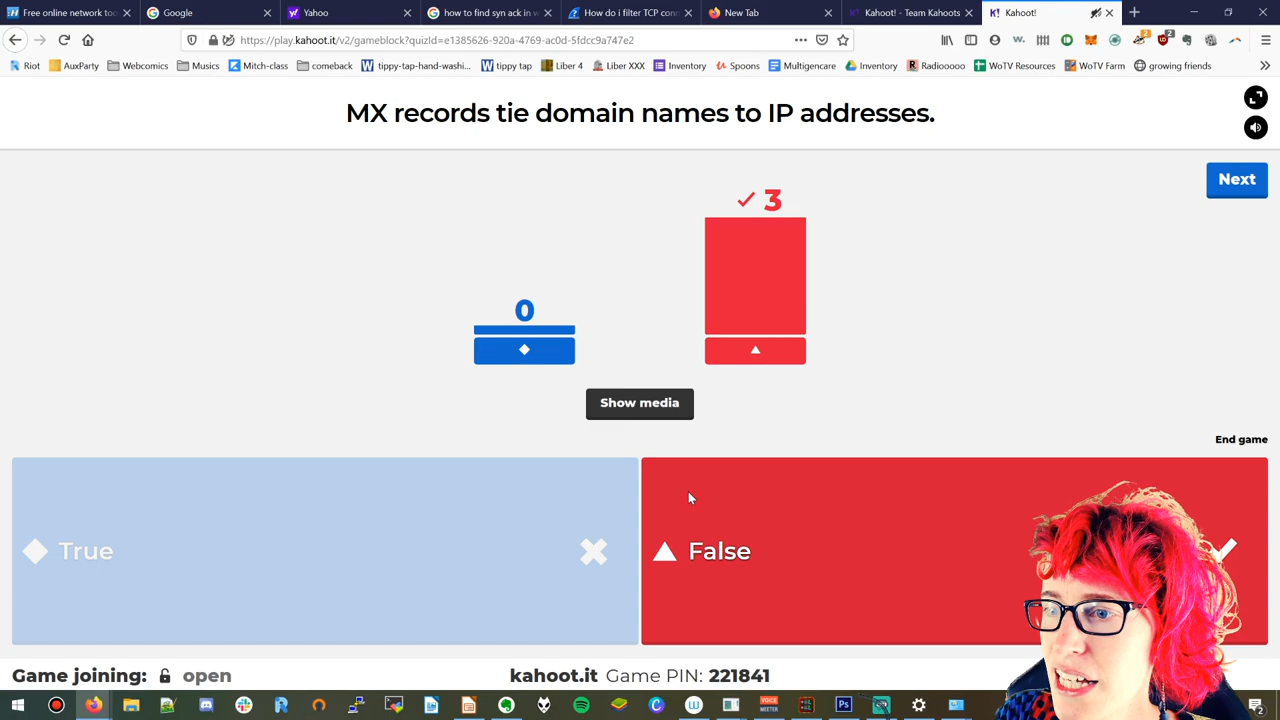 Free online network too
Google
Yahoo
how to find syn ack in w
How do i filter TCP conn
New Tab
Kahoot! - Team Kahoots
Kahoot!
https://play.kahoot.it/v2/gameblock?quizId=e1385626-920a-4769-ac0d-5fdcc9a747e2
Riot
AuxParty
Webcomics
Musics
Mitch-class
comeback
tippy-tap-hand-washi...
tippy tap
Liber 4
Liber XXX
Inventory
Spoons
Multigencare
Inventory
Radiooooo
WoTV Resources
WoTV Farm
growing friends
MX records tie domain names to IP addresses.
Next
0
3
Show media
End game
True
False
Game joining: open
kahoot.it Game PIN: 221841